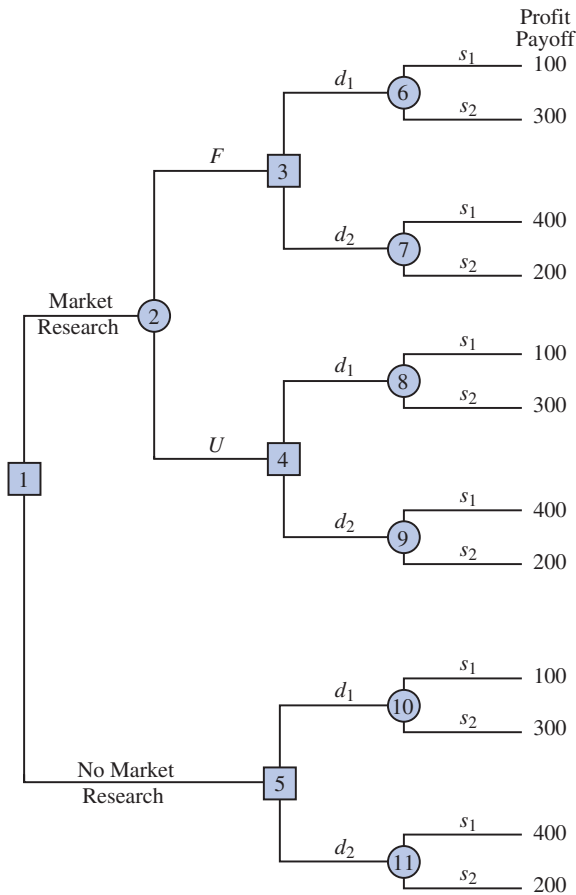 Profit
Payoff
s1 100
d1
6
s2 300
F
3
s1 400
d2
7
s2 200
Market
Research
2
s1 100
d1
8
s2 300
U
4
1
s1 400
d2
9
s2 200
s1 100
d1
10
s2 300
No Market
Research
5
s1 400
d2
11
s2 200